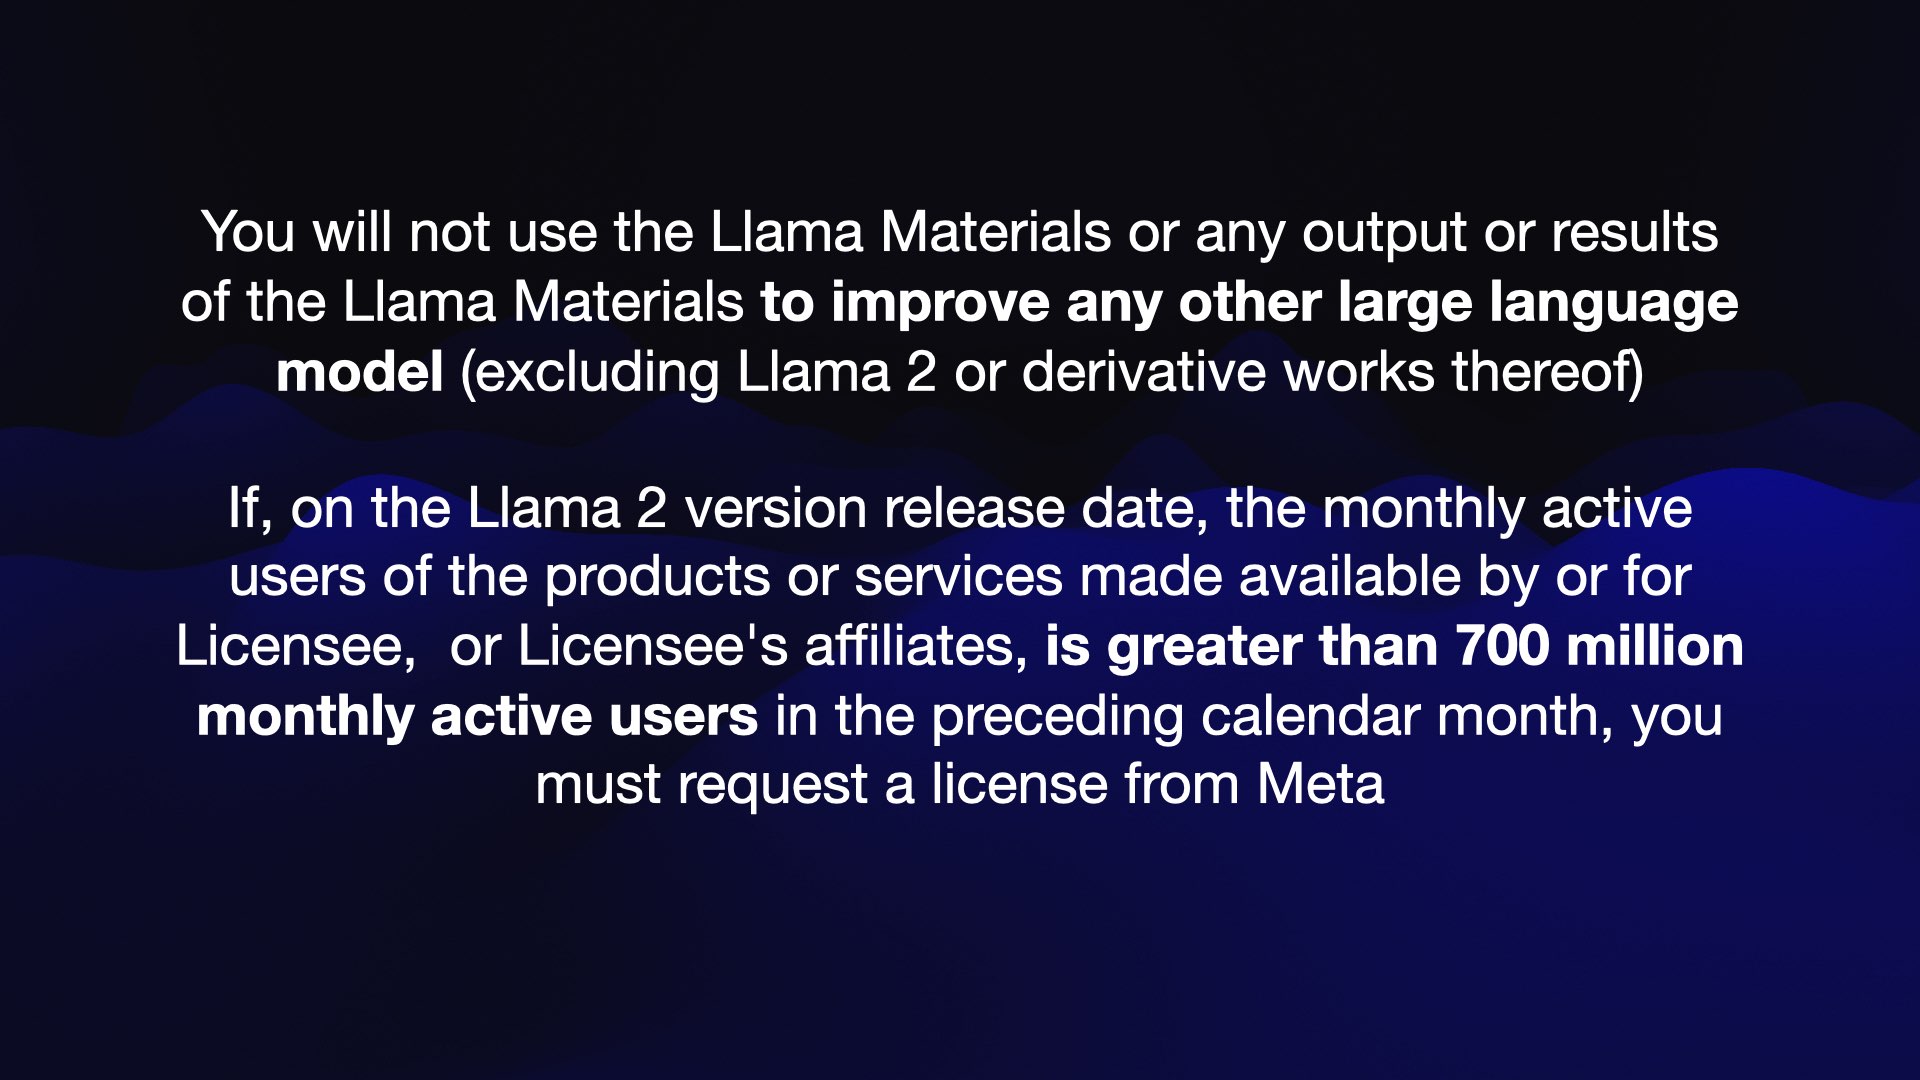 You will not use the Llama Materials or any output or results
of the Llama Materials to improve any other large language
model (excluding Llama 2 or derivative works thereof)
If, on the Llama 2 version release date, the monthly active
users of the products or services made available by or for
Licensee,  or Licensee's affiliates, is greater than 700 million
monthly active users in the preceding calendar month, you
must request a license from Meta